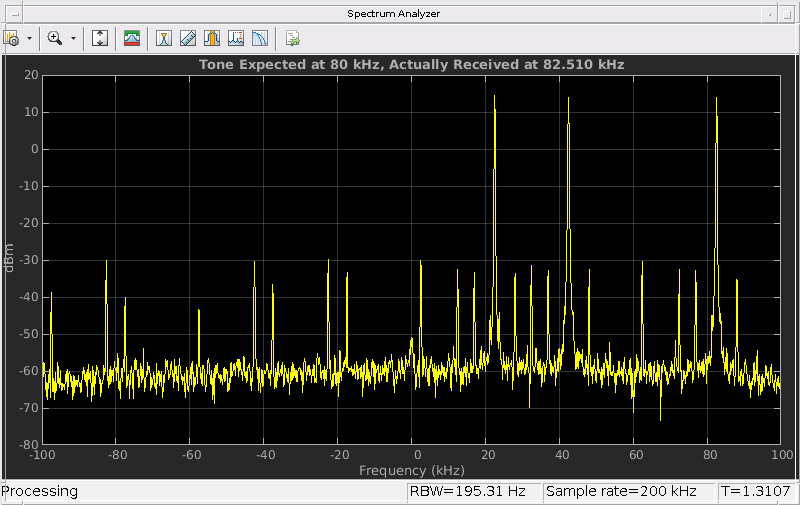 Spectrum Analyzer
Tone Expected at 80 kHz, Actually Received at 82.510 kHz
20
10
0
-10
-20
-30
-40
-50
-60
-70
-80
dBm
-100 -80 -60 -40 -20 0 20 40 60 80 100
Frequency (kHz)
Processing RBW=195.31 Hz Sample rate=200 kHz T=1.3107